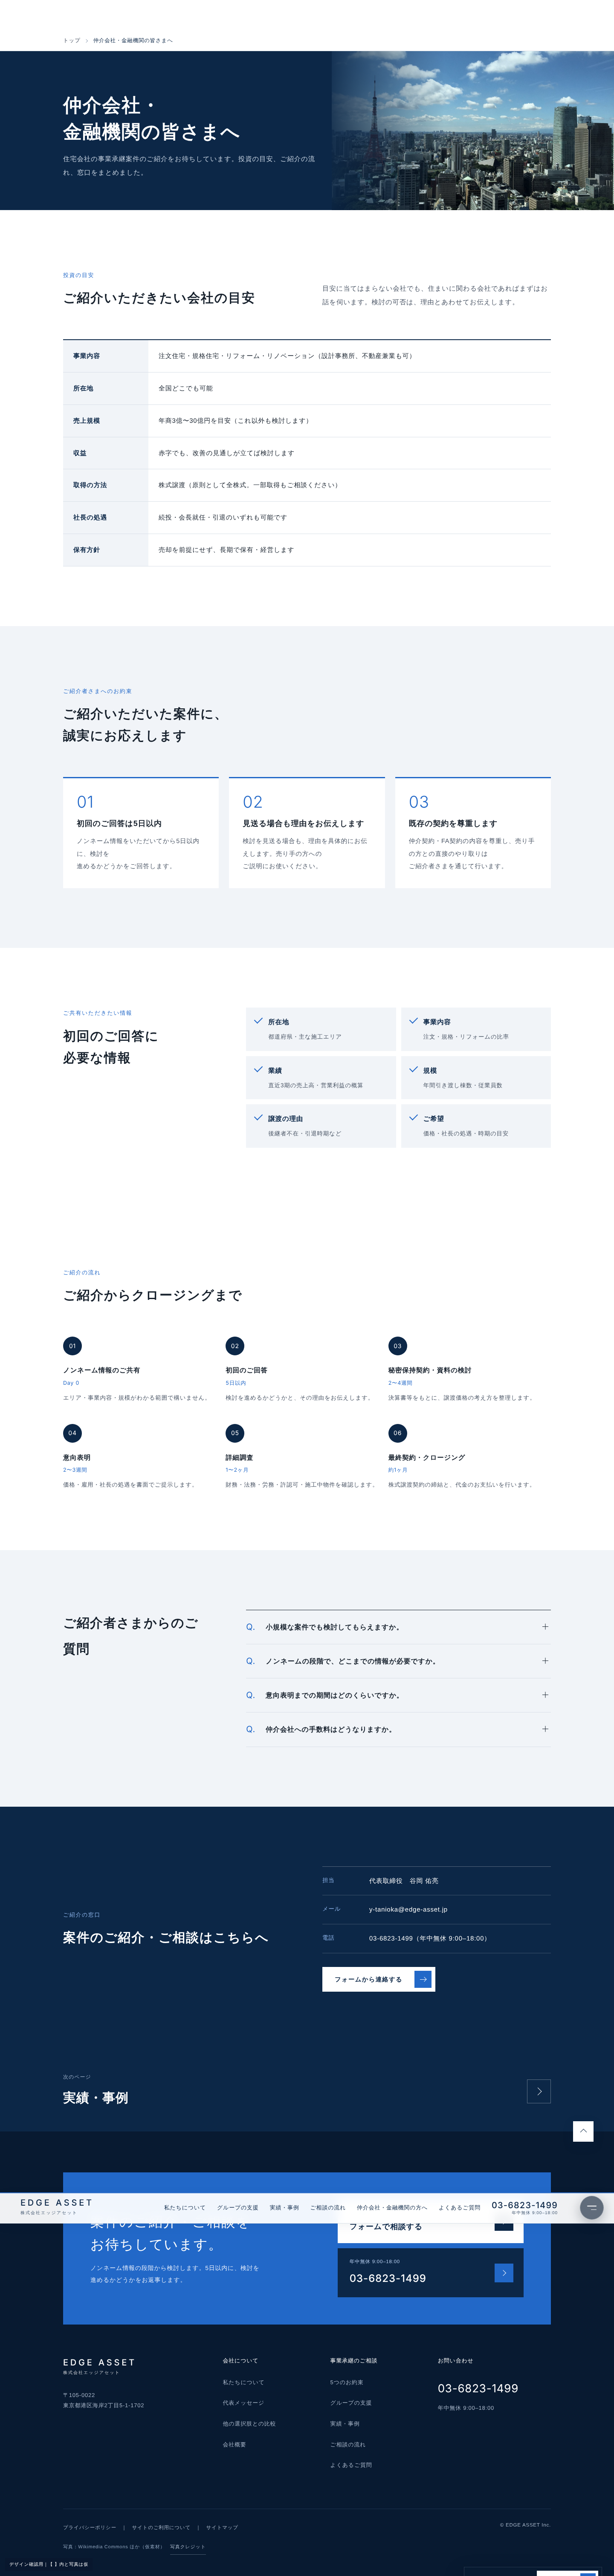 トップ > 仲介会社・金融機関の皆さまへ
仲介会社・
金融機関の皆さまへ
住宅会社の事業承継案件のご紹介をお待ちしています。投資の目安、ご紹介の流
れ、窓口をまとめました。
投資の目安
ご紹介いただきたい会社の目安
目安に当てはまらない会社でも、住まいに関わる会社であればまずはお
話を伺います。検討の可否は、理由とあわせてお伝えします。
事業内容 注文住宅・規格住宅・リフォーム・リノベーション（設計事務所、不動産兼業も可）
所在地 全国どこでも可能
売上規模 年商3億〜30億円を目安（これ以外も検討します）
収益 赤字でも、改善の見通しが立てば検討します
取得の方法 株式譲渡（原則として全株式。一部取得もご相談ください）
社長の処遇 続投・会長就任・引退のいずれも可能です
保有方針 売却を前提にせず、長期で保有・経営します
ご紹介者さまへのお約束
ご紹介いただいた案件に、
誠実にお応えします
01
初回のご回答は5日以内
ノンネーム情報をいただいてから5日以内
に、検討を
進めるかどうかをご回答します。
02
見送る場合も理由をお伝えします
検討を見送る場合も、理由を具体的にお伝
えします。売り手の方への
ご説明にお使いください。
03
既存の契約を尊重します
仲介契約・FA契約の内容を尊重し、売り手
の方との直接のやり取りは
ご紹介者さまを通じて行います。
ご共有いただきたい情報
初回のご回答に
必要な情報
所在地
都道府県・主な施工エリア
事業内容
注文・規格・リフォームの比率
業績
直近3期の売上高・営業利益の概算
規模
年間引き渡し棟数・従業員数
譲渡の理由
後継者不在・引退時期など
ご希望
価格・社長の処遇・時期の目安
ご紹介の流れ
ご紹介からクロージングまで
01
ノンネーム情報のご共有
Day 0
エリア・事業内容・規模がわかる範囲で構いません。
02
初回のご回答
5日以内
検討を進めるかどうかと、その理由をお伝えします。
03
秘密保持契約・資料の検討
2〜4週間
決算書等をもとに、譲渡価格の考え方を整理します。
04
意向表明
2〜3週間
価格・雇用・社長の処遇を書面でご提示します。
05
詳細調査
1〜2ヶ月
財務・法務・労務・許認可・施工中物件を確認します。
06
最終契約・クロージング
約1ヶ月
株式譲渡契約の締結と、代金のお支払いを行います。
ご紹介者さまからのご
質問
Q. 小規模な案件でも検討してもらえますか。
Q. ノンネームの段階で、どこまでの情報が必要ですか。
Q. 意向表明までの期間はどのくらいですか。
Q. 仲介会社への手数料はどうなりますか。
ご紹介の窓口
案件のご紹介・ご相談はこちらへ
担当 代表取締役 谷岡 佑亮
メール y-tanioka@edge-asset.jp
電話 03-6823-1499（年中無休 9:00–18:00）
フォームから連絡する
次のページ
実績・事例
EDGE ASSET
株式会社エッジアセット
私たちについて グループの支援 実績・事例 ご相談の流れ 仲介会社・金融機関の方へ よくあるご質問
03-6823-1499
年中無休 9:00–18:00
お待ちしています。
ノンネーム情報の段階から検討します。5日以内に、検討を
進めるかどうかをお返事します。
フォームで相談する
年中無休 9:00–18:00
03-6823-1499
EDGE ASSET
株式会社エッジアセット
〒105-0022
東京都港区海岸2丁目5-1-1702
会社について
私たちについて
代表メッセージ
他の選択肢との比較
会社概要
事業承継のご相談
5つのお約束
グループの支援
実績・事例
ご相談の流れ
よくあるご質問
お問い合わせ
03-6823-1499
年中無休 9:00–18:00
プライバシーポリシー | サイトのご利用について | サイトマップ
© EDGE ASSET Inc.
写真：Wikimedia Commons ほか（仮素材） 写真クレジット
デザイン確認用｜【 】内と写真は仮